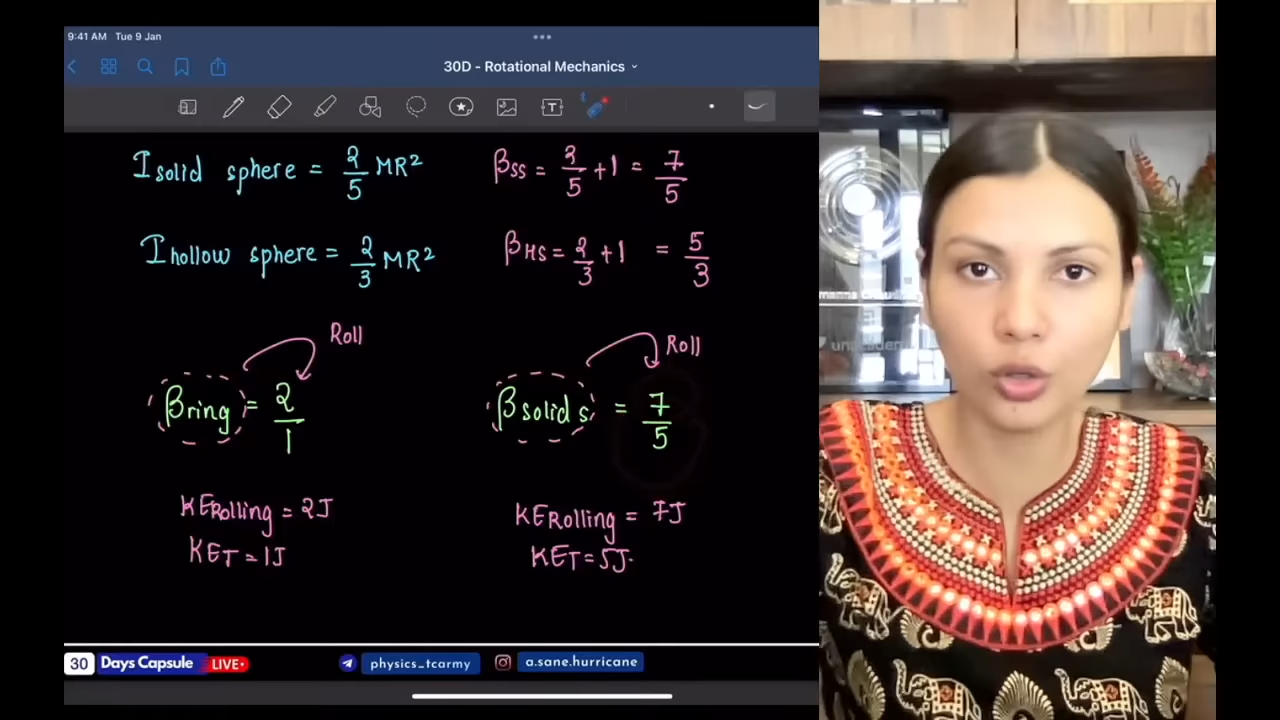 9:41 AM Tue 9 Jan
30D - Rotational Mechanics
I solid sphere = 2/5 MR²
βss = 2/5 + 1 = 7/5
I hollow sphere = 2/3 MR²
βHS = 2/3 + 1 = 5/3
Roll
Roll
βring = 2/1
βsolid s = 7/5
KERolling = 2J
KET = 1J
KERolling = 7J
KET = 5J
30 Days Capsule LIVE
physics_tcarmy
a.sane.hurricane